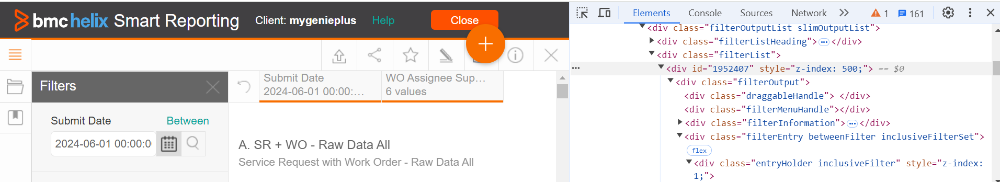 bmc helix Smart Reporting Client: mygenieplus Help Close
+
Filters
Submit Date
2024-06-01 00:00:...
WO Assignee Sup...
6 values
Submit Date Between
2024-06-01 00:00:0
A. SR + WO - Raw Data All
Service Request with Work Order - Raw Data All
Elements Console Sources Network 1 161
<div class="filterOutputList slimOutputList">
<div class="filterListHeading">…</div>
<div class="filterList">
<div id="1952407" style="z-index: 500;"> == $0
<div class="filterOutput">
<div class="draggableHandle"> </div>
<div class="filterMenuHandle"></div>
<div class="filterInformation">…</div>
<div class="filterEntry betweenFilter inclusiveFilterSet">
flex
<div class="entryHolder inclusiveFilter" style="z-index:
1;">